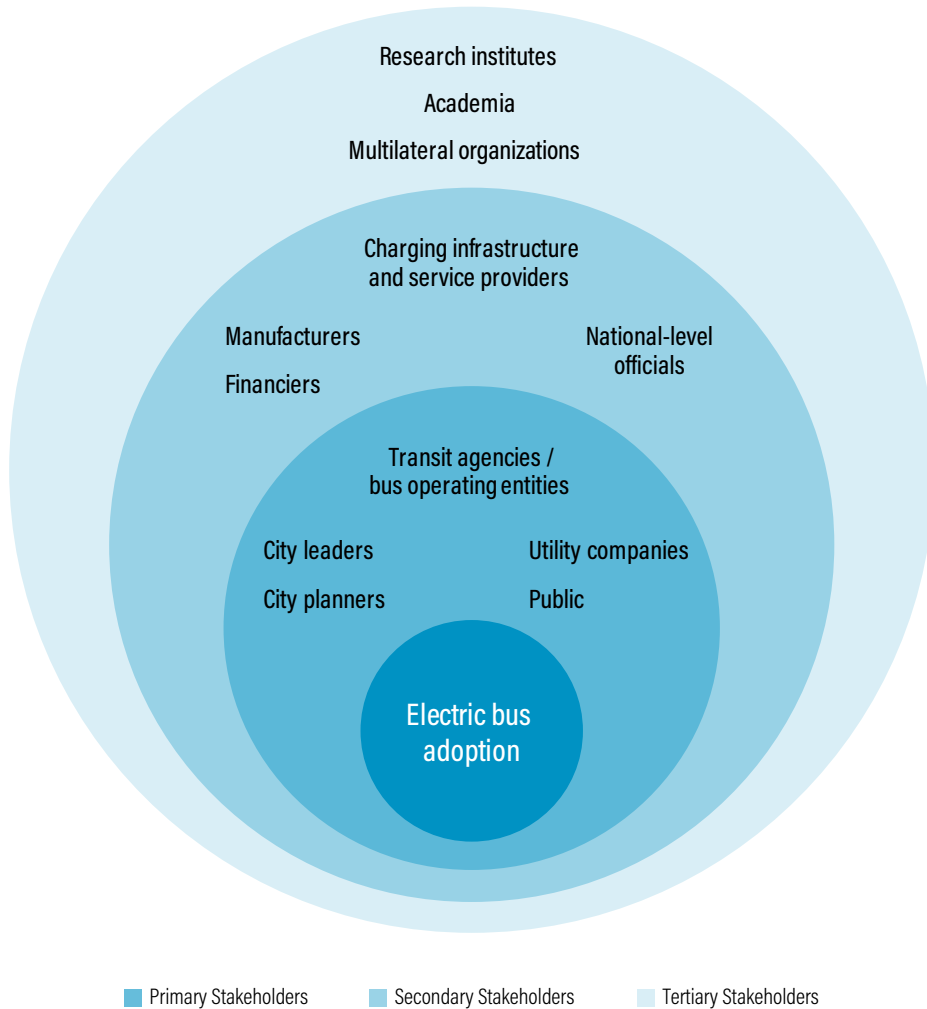 Research institutes
Academia
Multilateral organizations
Charging infrastructure
and service providers
Manufacturers
Financiers
National-level
officials
Transit agencies /
bus operating entities
City leaders
City planners
Utility companies
Public
Electric bus
adoption
Primary Stakeholders
Secondary Stakeholders
Tertiary Stakeholders